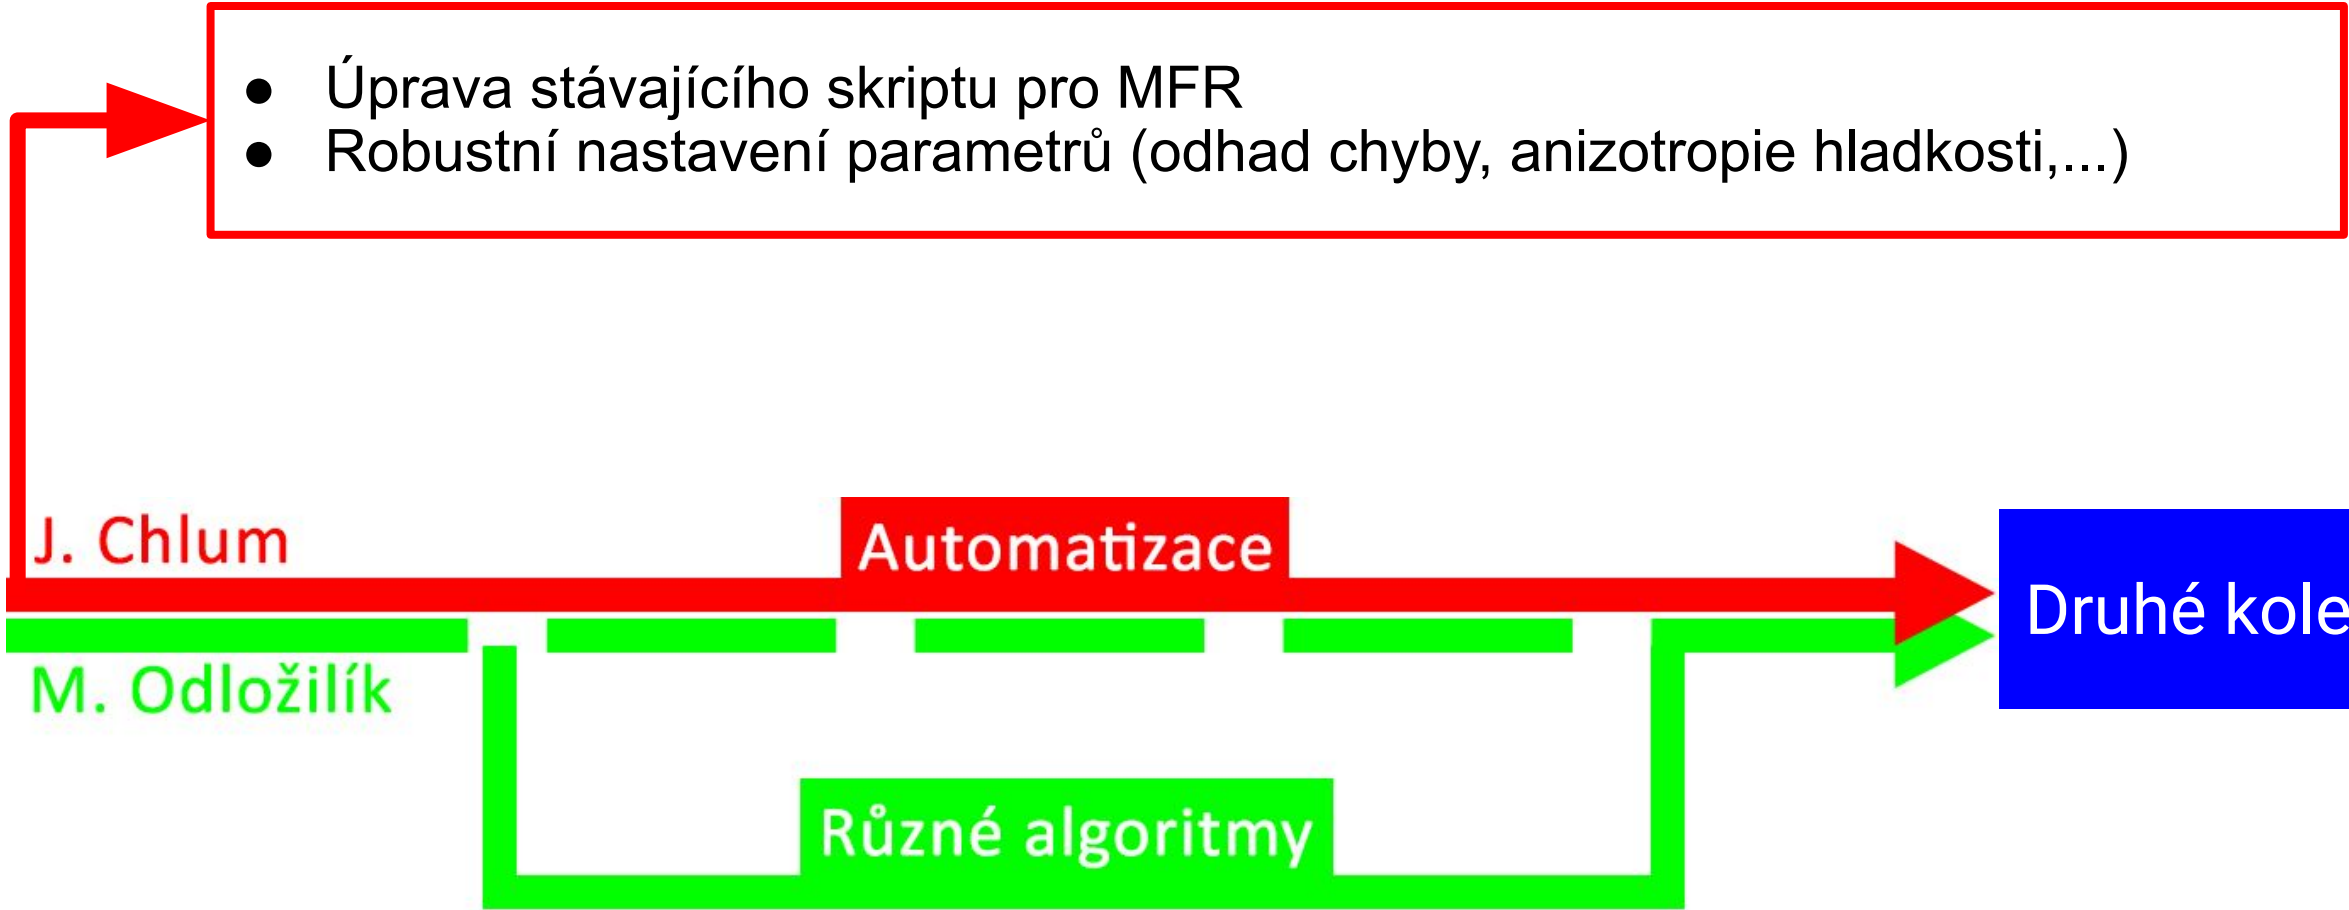 ● Úprava stávajícího skriptu pro MFR
● Robustní nastavení parametrů (odhad chyby, anizotropie hladkosti,...)
J. Chlum
Automatizace
Druhé kole
M. Odložilík
Různé algoritmy